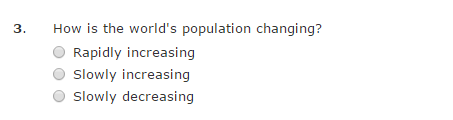 3. How is the world's population changing?
Rapidly increasing
Slowly increasing
Slowly decreasing